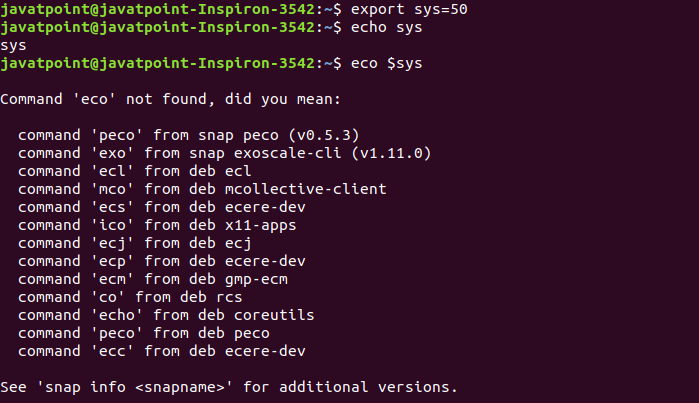 javatpoint@javatpoint-Inspiron-3542:~$ export sys=50
javatpoint@javatpoint-Inspiron-3542:~$ echo sys
sys
javatpoint@javatpoint-Inspiron-3542:~$ eco $sys
Command 'eco' not found, did you mean:
command 'peco' from snap peco (v0.5.3)
command 'exo' from snap exoscale-cli (v1.11.0)
command 'ecl' from deb ecl
command 'mco' from deb mcollective-client
command 'ecs' from deb ecere-dev
command 'ico' from deb x11-apps
command 'ecj' from deb ecj
command 'ecp' from deb ecere-dev
command 'ecm' from deb gmp-ecm
command 'co' from deb rcs
command 'echo' from deb coreutils
command 'peco' from deb peco
command 'ecc' from deb ecere-dev
See 'snap info <snapname>' for additional versions.